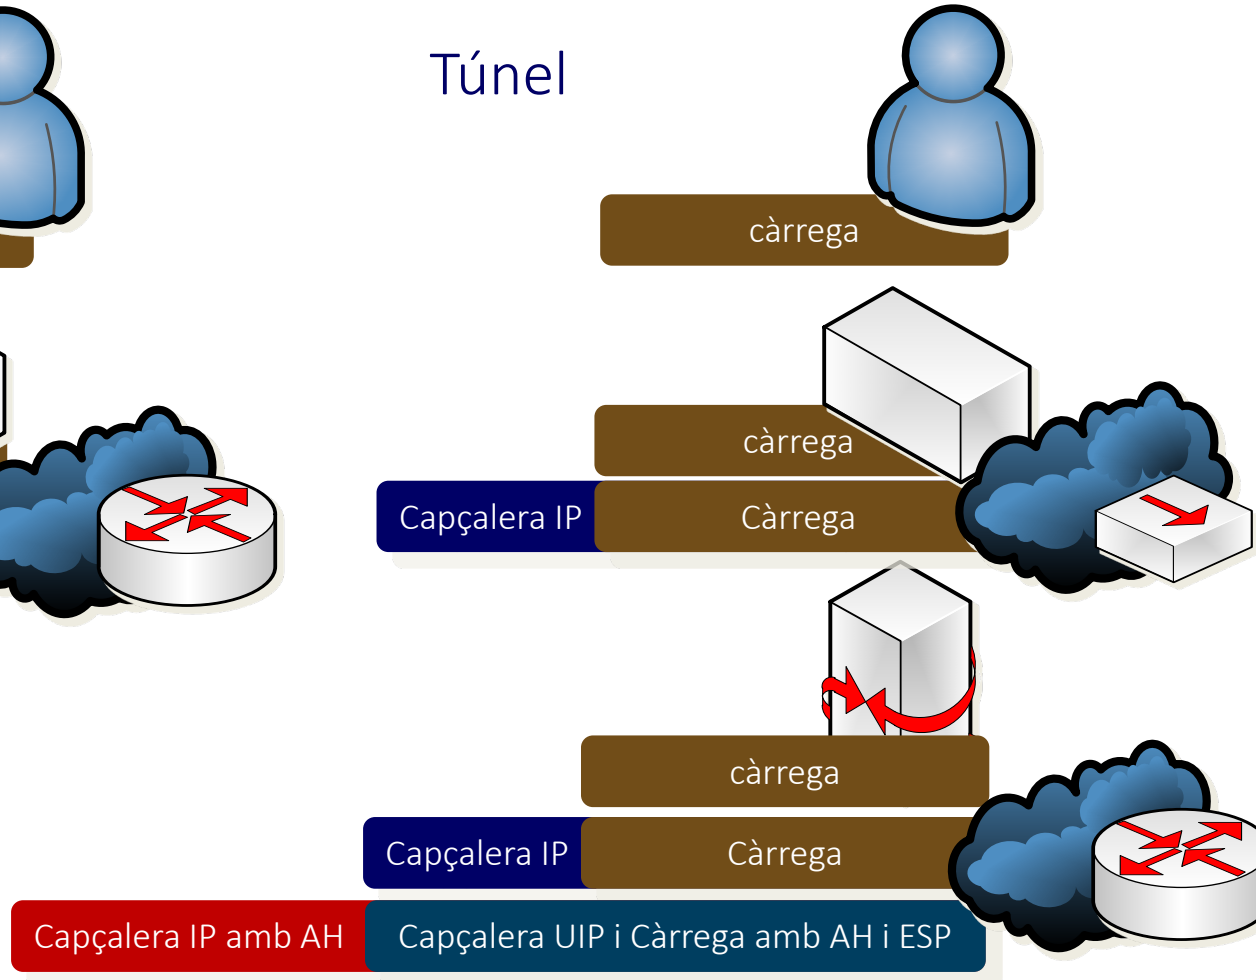 Túnel
càrrega
càrrega
Capçalera IP Càrrega
càrrega
Capçalera IP Càrrega
Capçalera IP amb AH Capçalera UIP i Càrrega amb AH i ESP